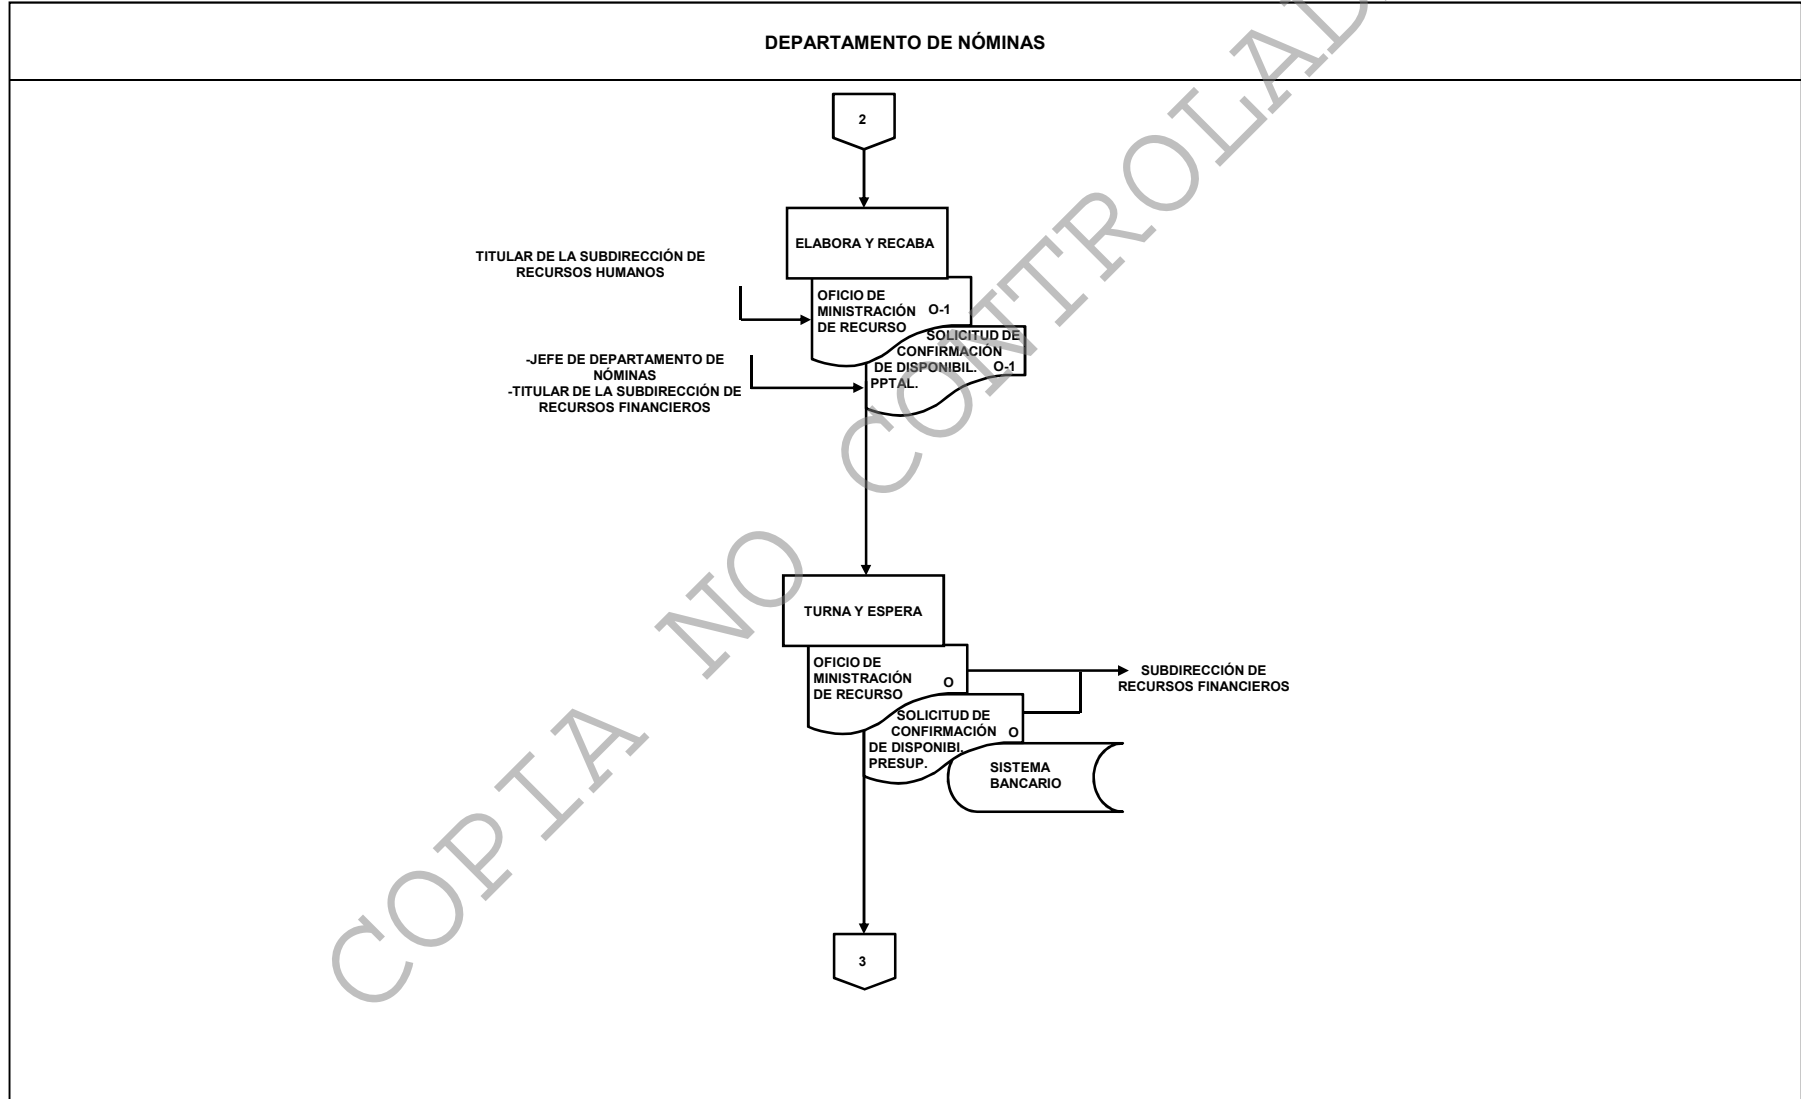 DEPARTAMENTO DE NÓMINAS
2
ELABORA Y RECABA
TITULAR DE LA SUBDIRECCIÓN DE
RECURSOS HUMANOS
OFICIO DE
MINISTRACIÓN O-1
DE RECURSO
SOLICITUD DE
CONFIRMACIÓN
DE DISPONIBIL. O-1
PPTAL.
-JEFE DE DEPARTAMENTO DE
NÓMINAS
-TITULAR DE LA SUBDIRECCIÓN DE
RECURSOS FINANCIEROS
TURNA Y ESPERA
OFICIO DE
MINISTRACIÓN O
DE RECURSO
SUBDIRECCIÓN DE
RECURSOS FINANCIEROS
SOLICITUD DE
CONFIRMACIÓN O
DE DISPONIBI.
PRESUP.
SISTEMA
BANCARIO
3
COPIA NO CONTROLAD